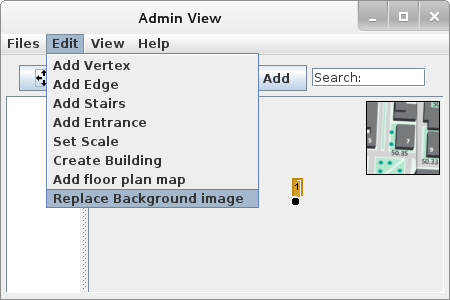 Admin View
Files Edit View Help
Add Vertex
Add Edge
Add Stairs
Add Entrance
Set Scale
Create Building
Add floor plan map
Replace Background image
Add
Search:
1
7
9
50.35
50.33